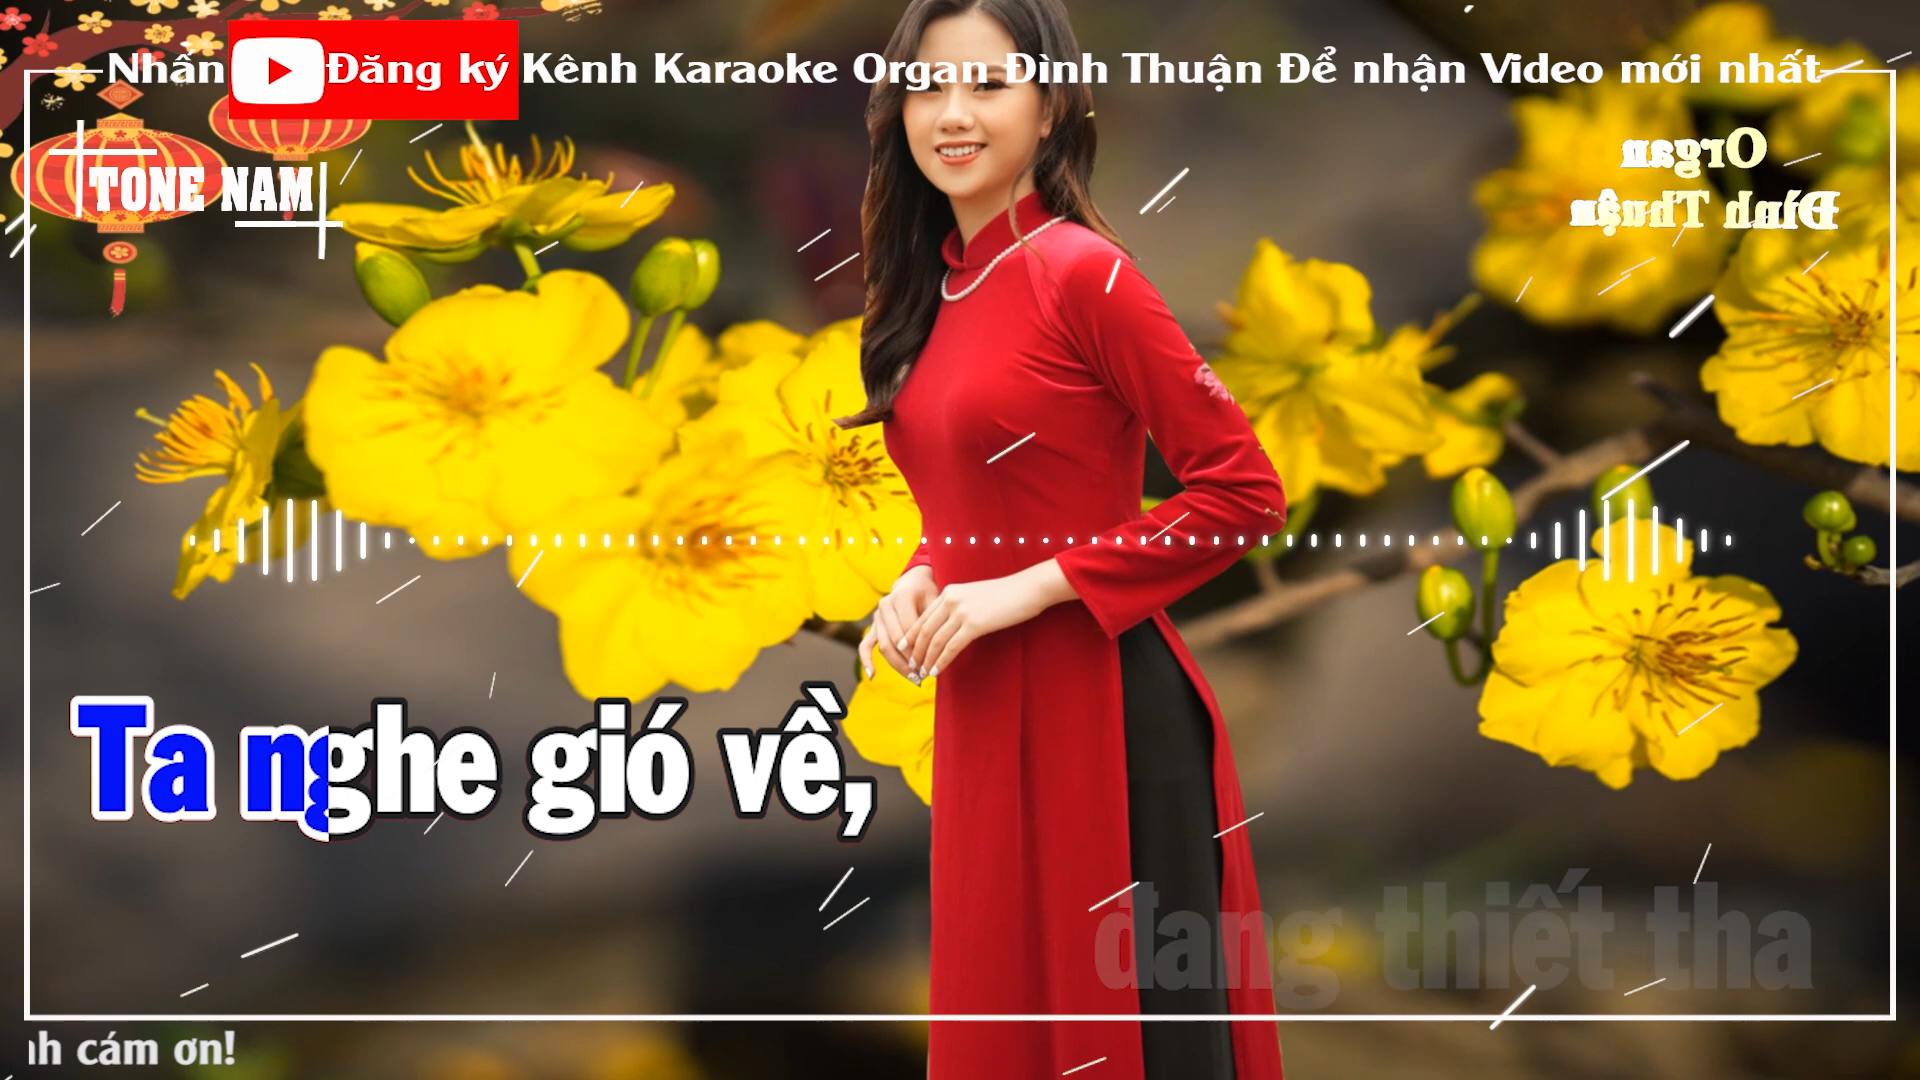 Nhấn Đăng ký Kênh Karaoke Organ Đình Thuận Để nhận Video mới nhất
TONE NAM
Organ
Đình Thuận
Ta nghe gió về,
đang thiết tha
nh cám ơn!